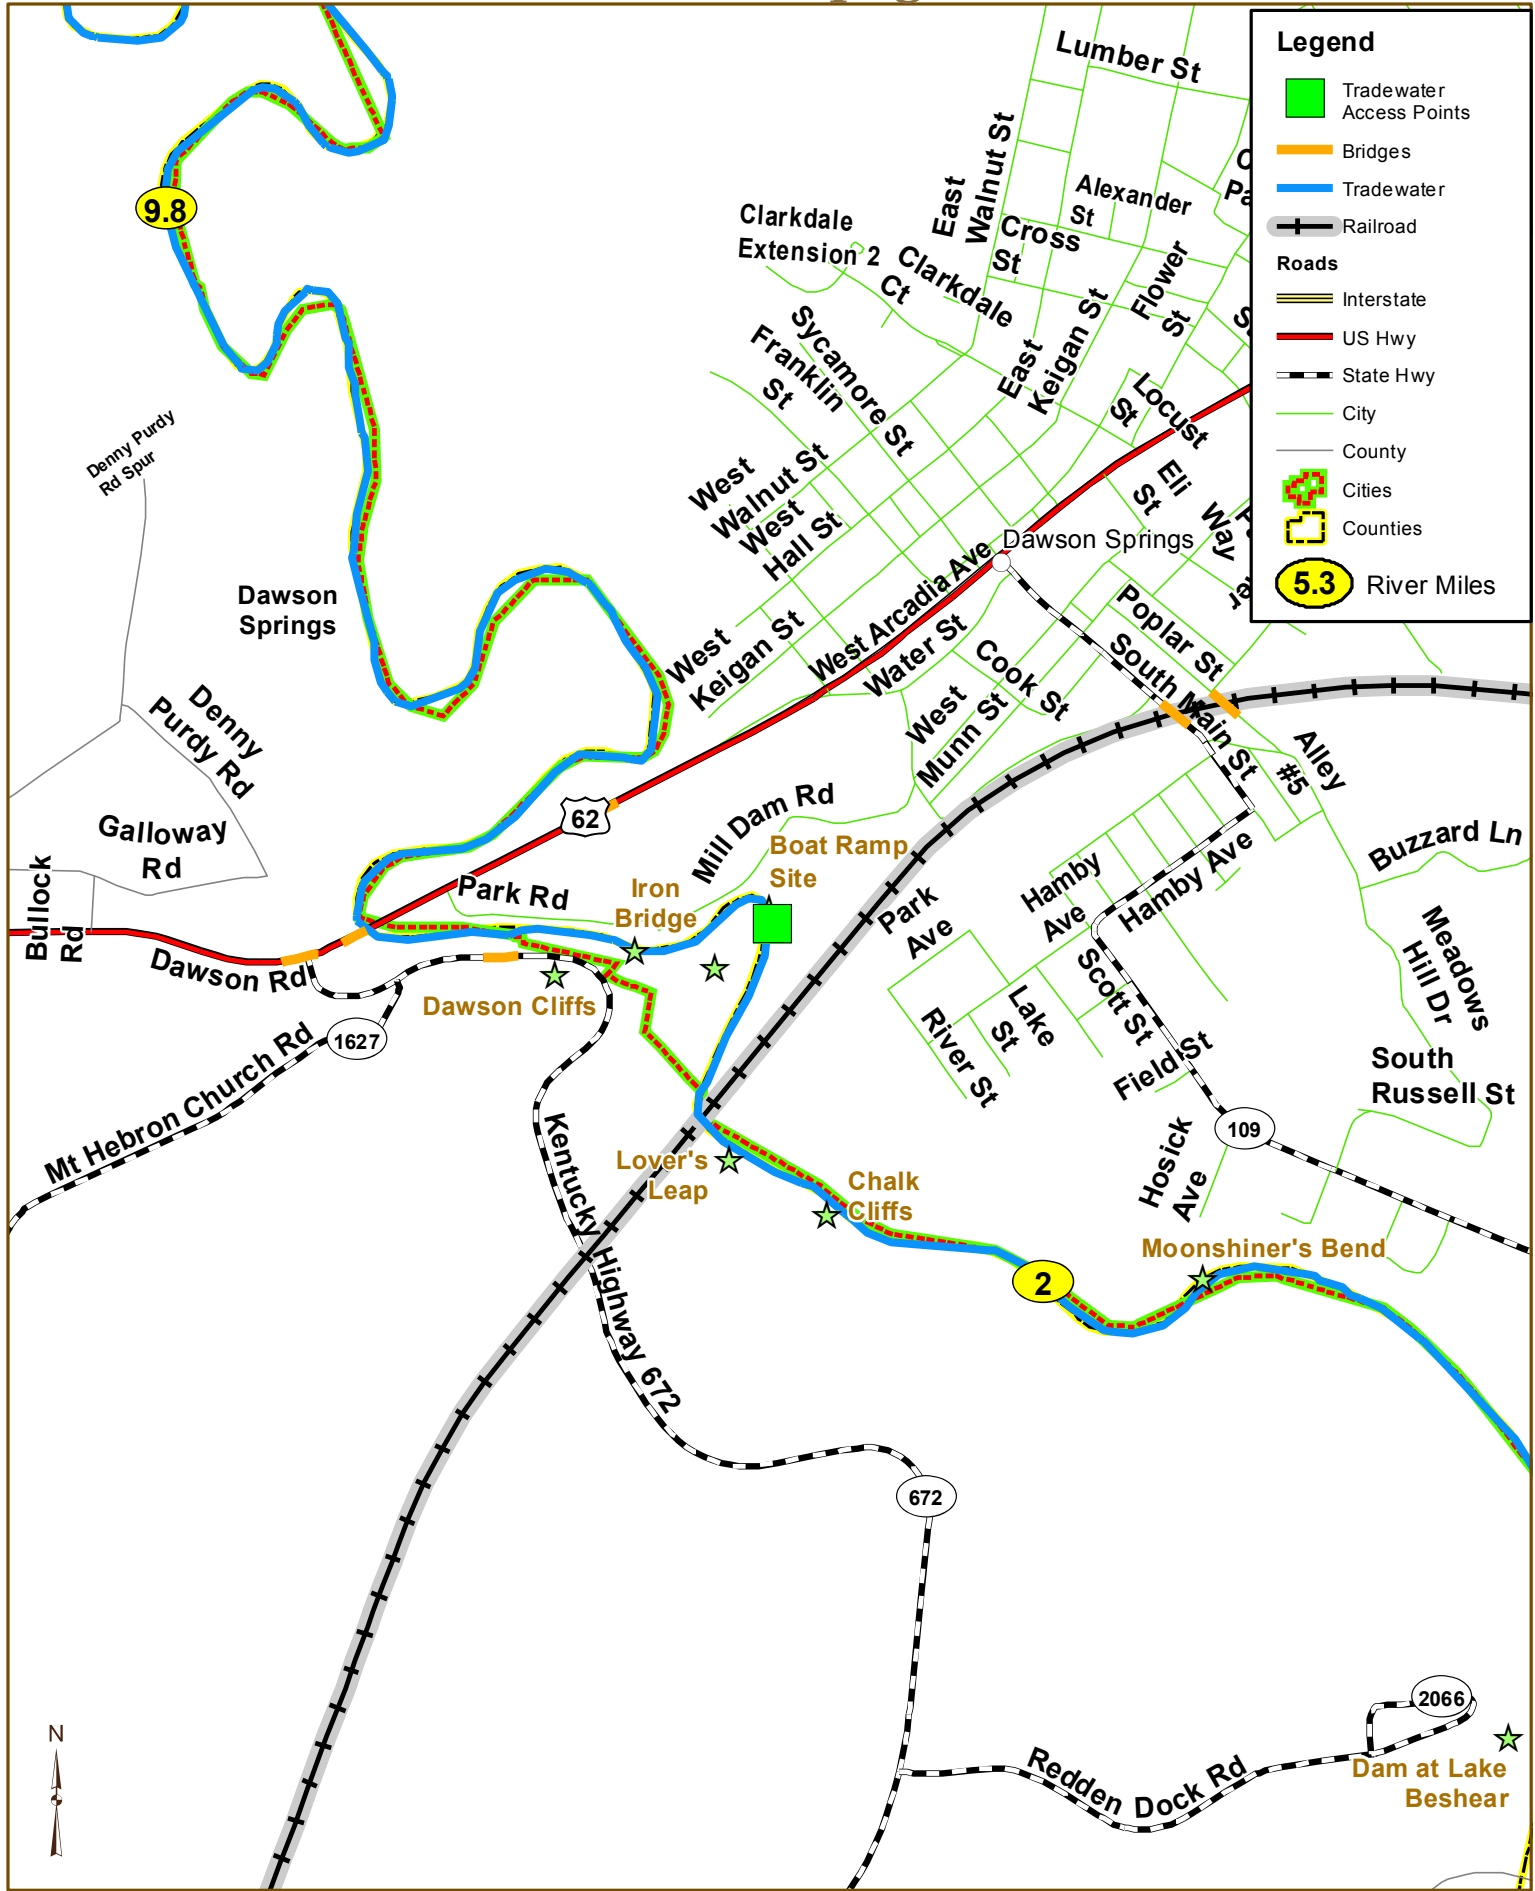 Legend
Tradewater
Access Points
Bridges
Tradewater
Railroad
Roads
Interstate
US Hwy
State Hwy
City
County
Cities
Counties
5.3 River Miles
Lumber St
East
Walnut St
Alexander
St
Cross
St
Clarkdale
Extension 2
Ct
Clarkdale
Flower
St
East
Keigan St
Sycamore St
Franklin
St
Locust
St
9.8
Denny Purdy
Rd Spur
West
Walnut St
West
Hall St
Eli
St
Way
Dawson Springs
West Arcadia Ave
Dawson
Springs
West
Keigan St
Water St
Cook St
Poplar St
South Main St
West
Munn St
Alley
#5
Denny
Purdy Rd
62
Mill Dam Rd
Galloway
Rd
Bullock
Rd
Park Rd
Iron
Bridge
Boat Ramp
Site
Park
Ave
Hamby
Ave
Hamby Ave
Buzzard Ln
Meadows
Hill Dr
Dawson Rd
Dawson Cliffs
1627
Mt Hebron Church Rd
River St
Lake
St
Scott St
Field St
South
Russell St
109
Hosick
Ave
Kentucky Highway 672
Lover's
Leap
Chalk
Cliffs
Moonshiner's Bend
2
672
2066
Redden Dock Rd
Dam at Lake
Beshear
N